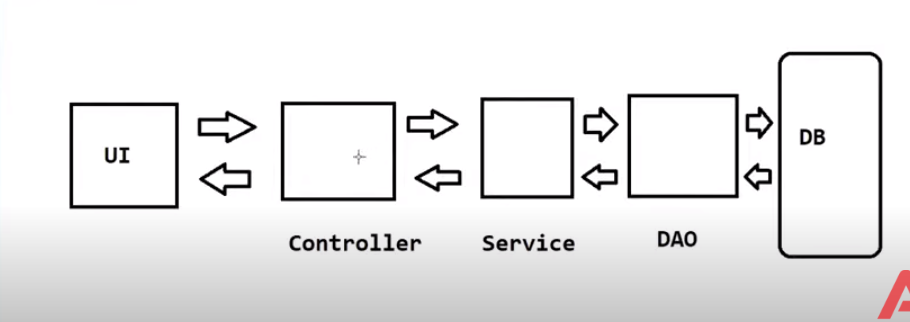 UI
DB
Controller
Service
DAO